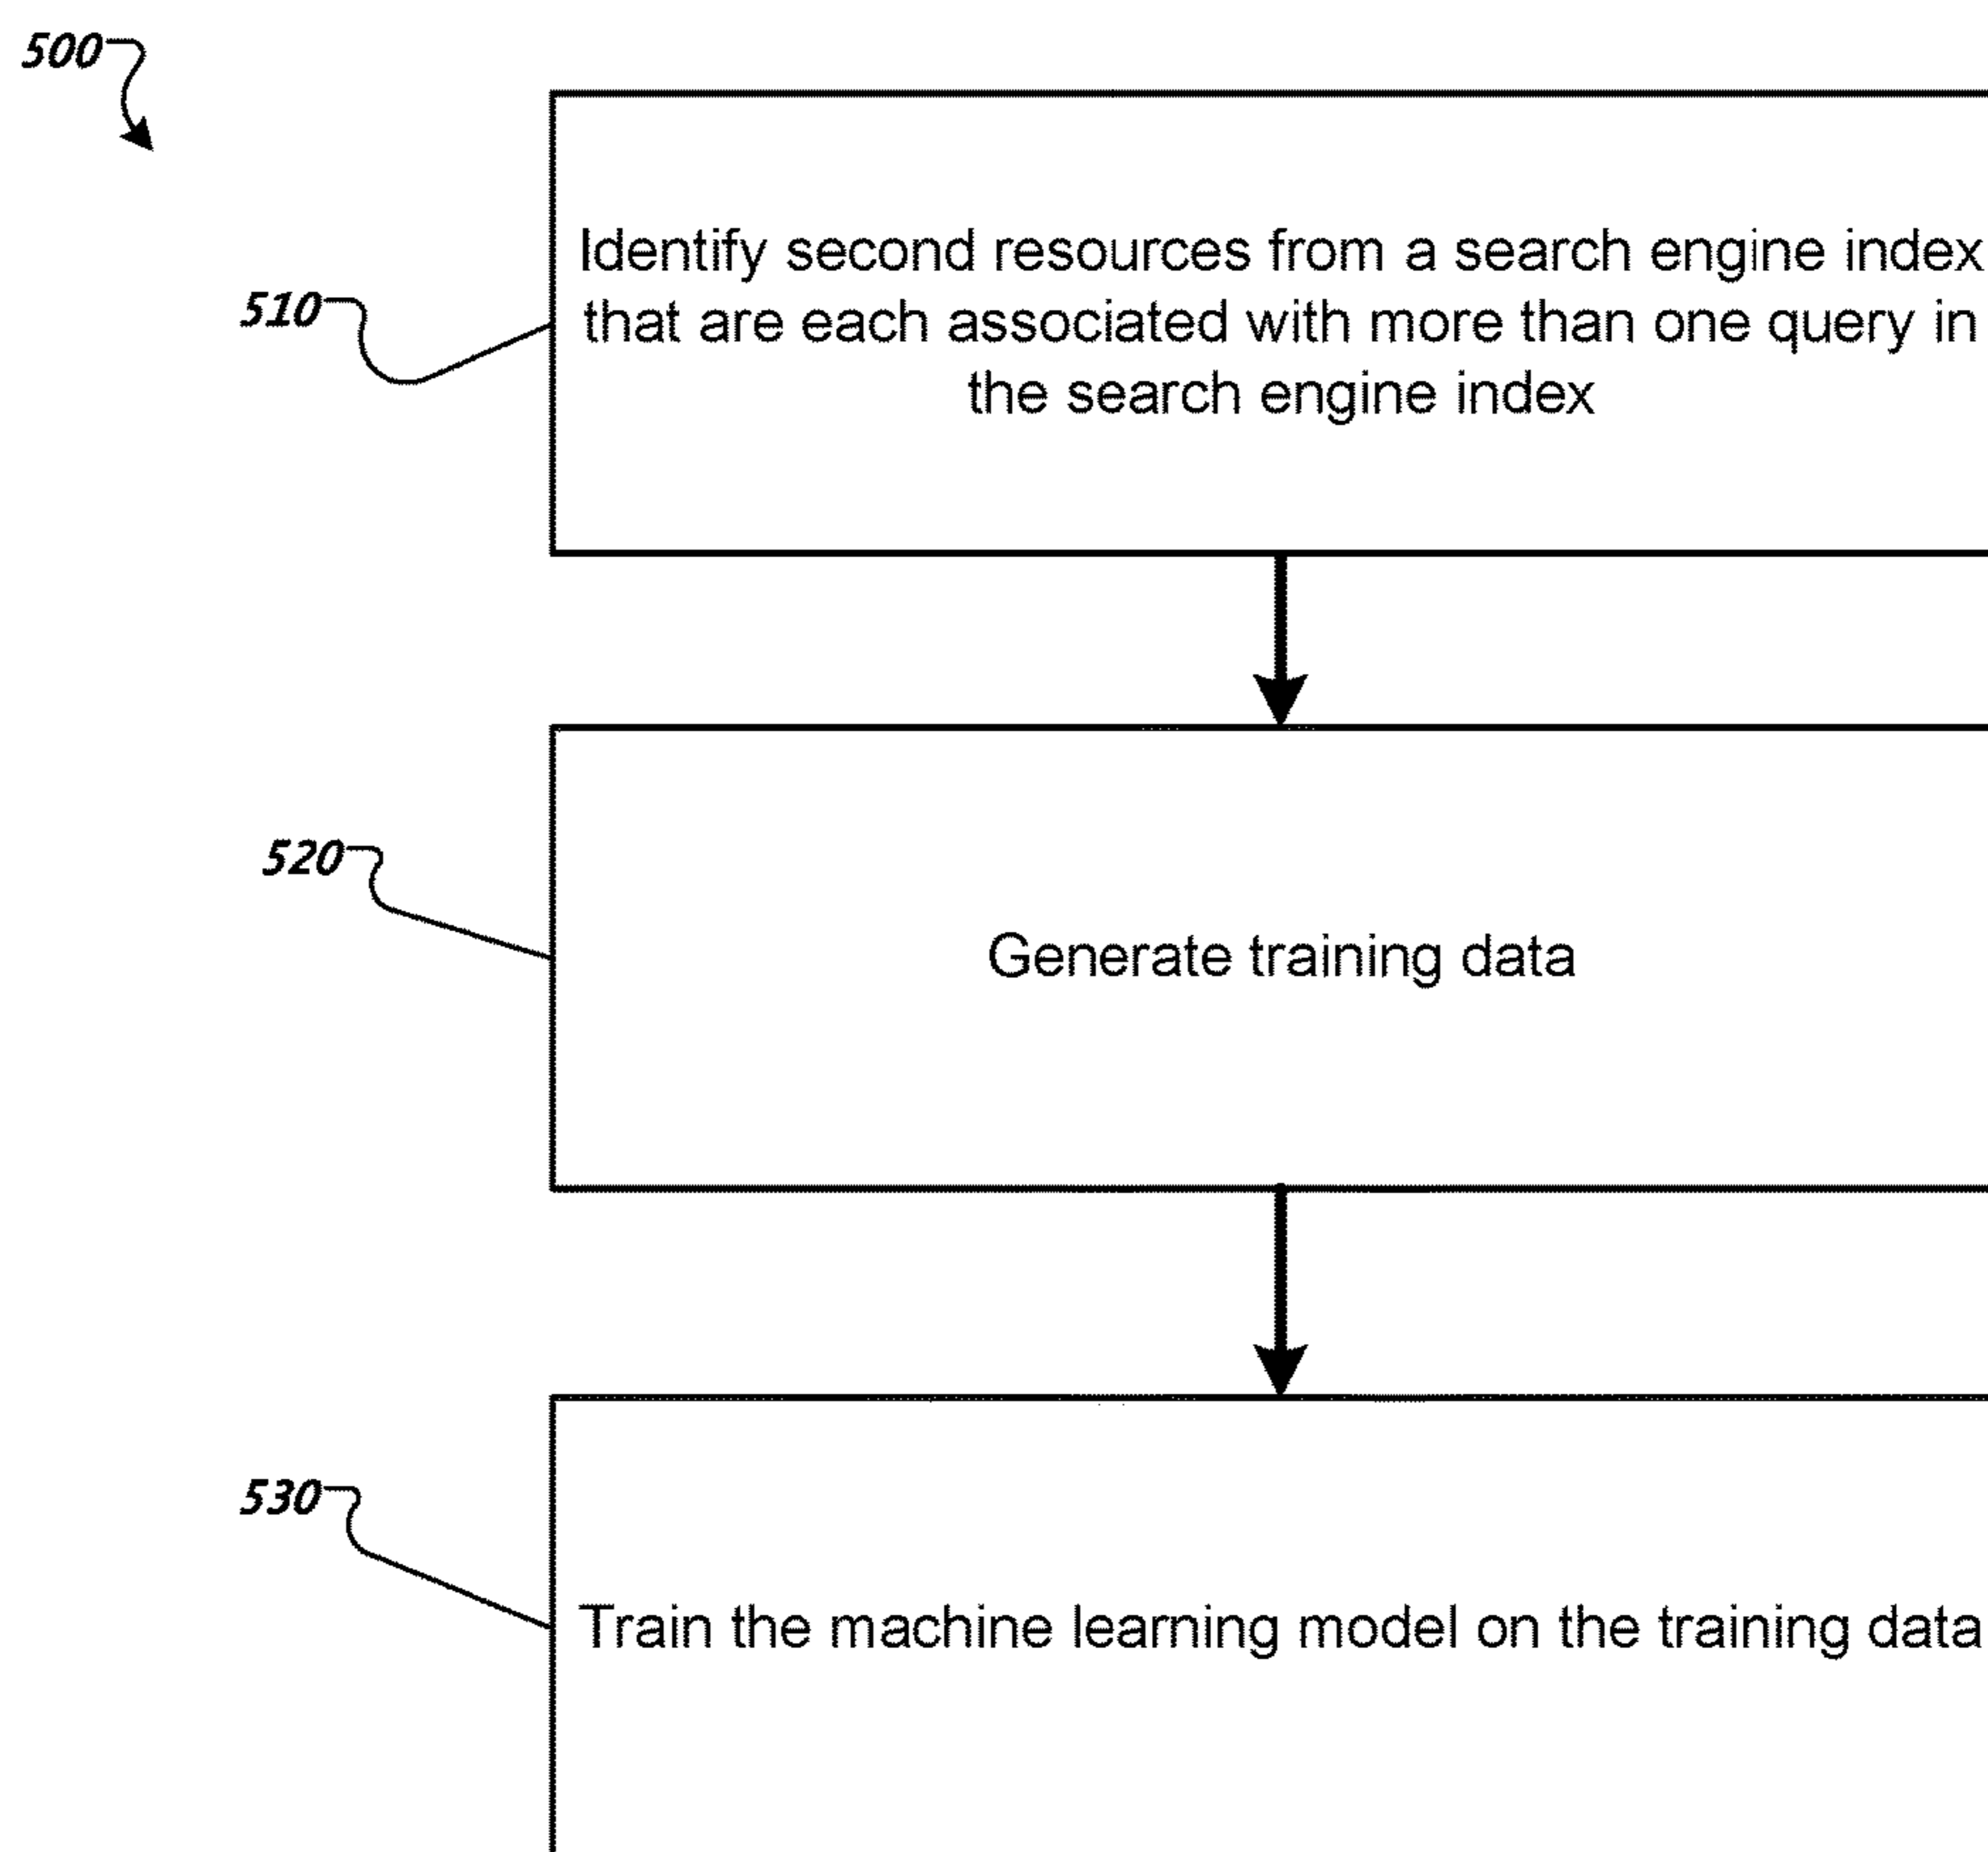 500
510
Identify second resources from a search engine index
that are each associated with more than one query in
the search engine index
520
Generate training data
530
Train the machine learning model on the training data